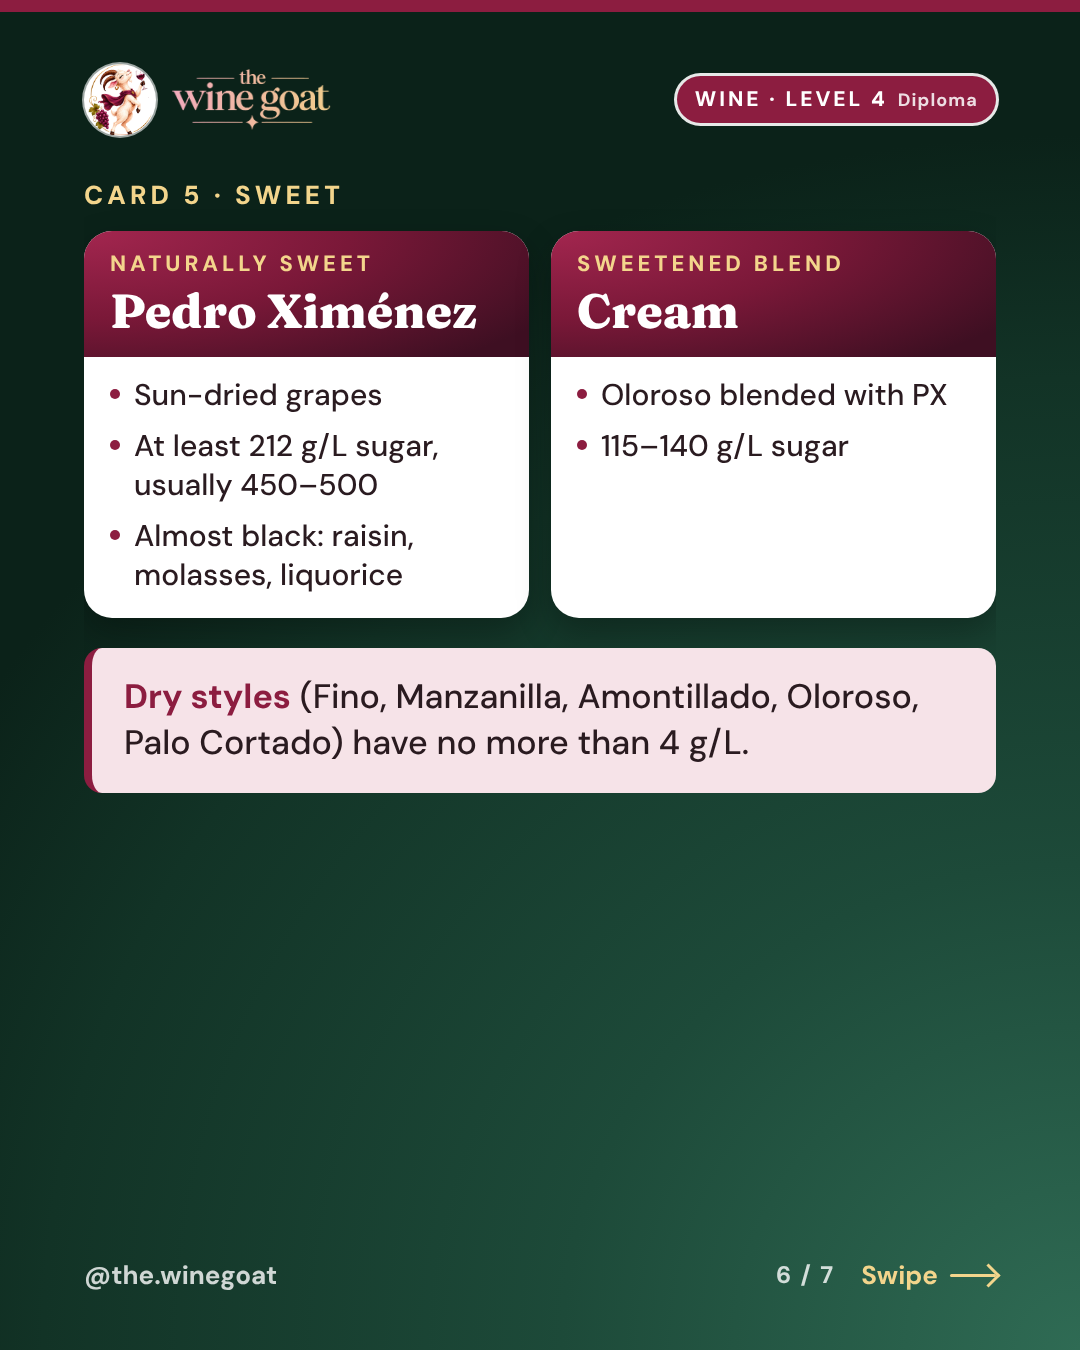 the
wine goat
WINE · LEVEL 4 Diploma
CARD 5 · SWEET
NATURALLY SWEET
Pedro Ximénez
• Sun-dried grapes
• At least 212 g/L sugar,
usually 450–500
• Almost black: raisin,
molasses, liquorice
SWEETENED BLEND
Cream
• Oloroso blended with PX
• 115–140 g/L sugar
Dry styles (Fino, Manzanilla, Amontillado, Oloroso,
Palo Cortado) have no more than 4 g/L.
@the.winegoat
6 / 7 Swipe